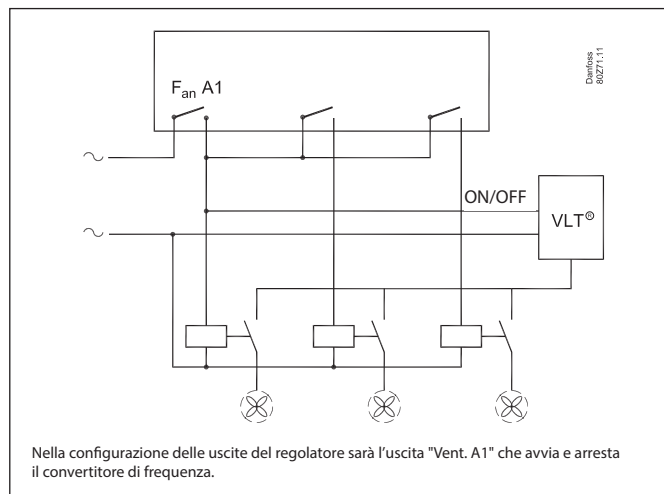 Danfoss
80Z71.11
Fan A1
ON/OFF
VLT®
Nella configurazione delle uscite del regolatore sarà l'uscita "Vent. A1" che avvia e arresta
il convertitore di frequenza.